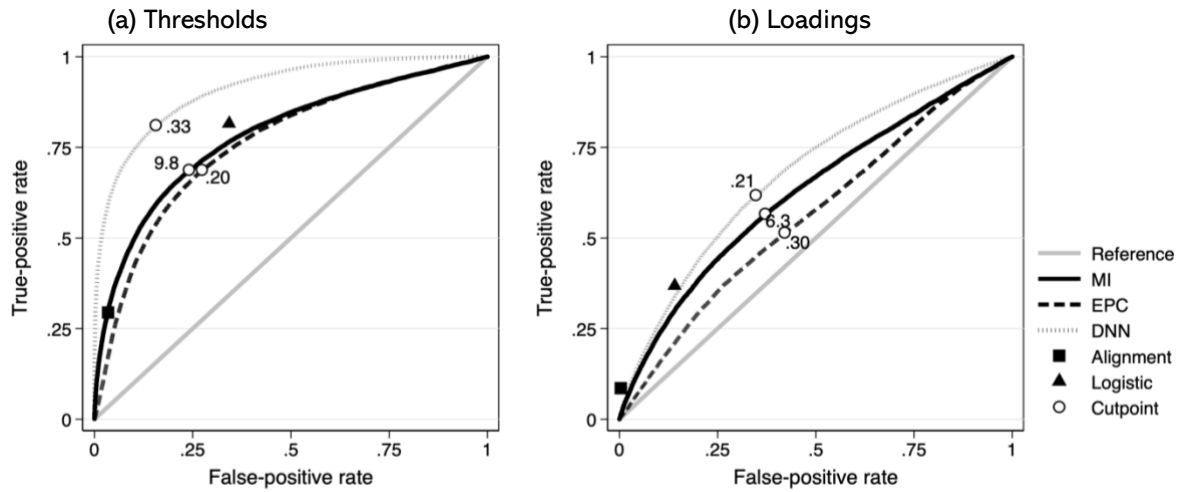 (a) Thresholds
(b) Loadings
True-positive rate
1
.75
.5
.25
0
.33
9.8
.20
0
.25
.5
.75
1
False-positive rate
True-positive rate
1
.75
.5
.25
0
.21
6.3
.30
0
.25
.5
.75
1
False-positive rate
Reference
MI
EPC
DNN
Alignment
Logistic
Cutpoint